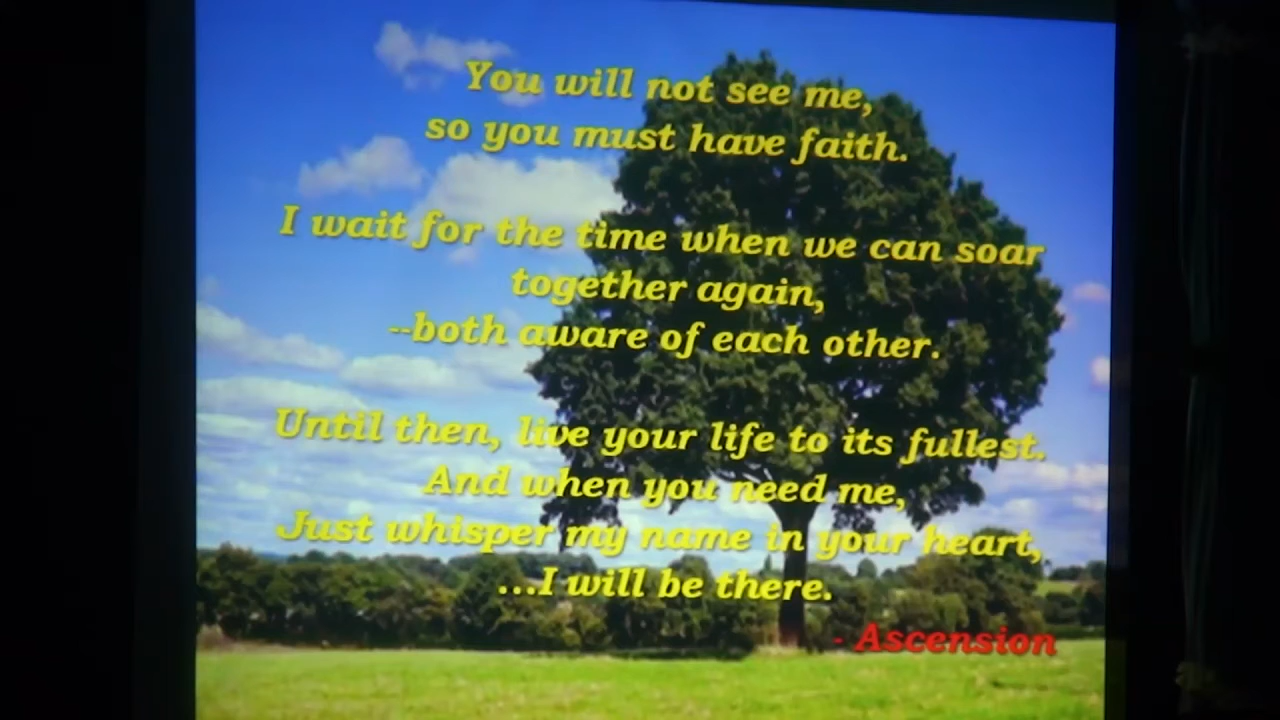 You will not see me,
so you must have faith.
I wait for the time when we can soar
together again,
--both aware of each other.
Until then, live your life to its fullest.
And when you need me,
Just whisper my name in your heart,
...I will be there.
- Ascension